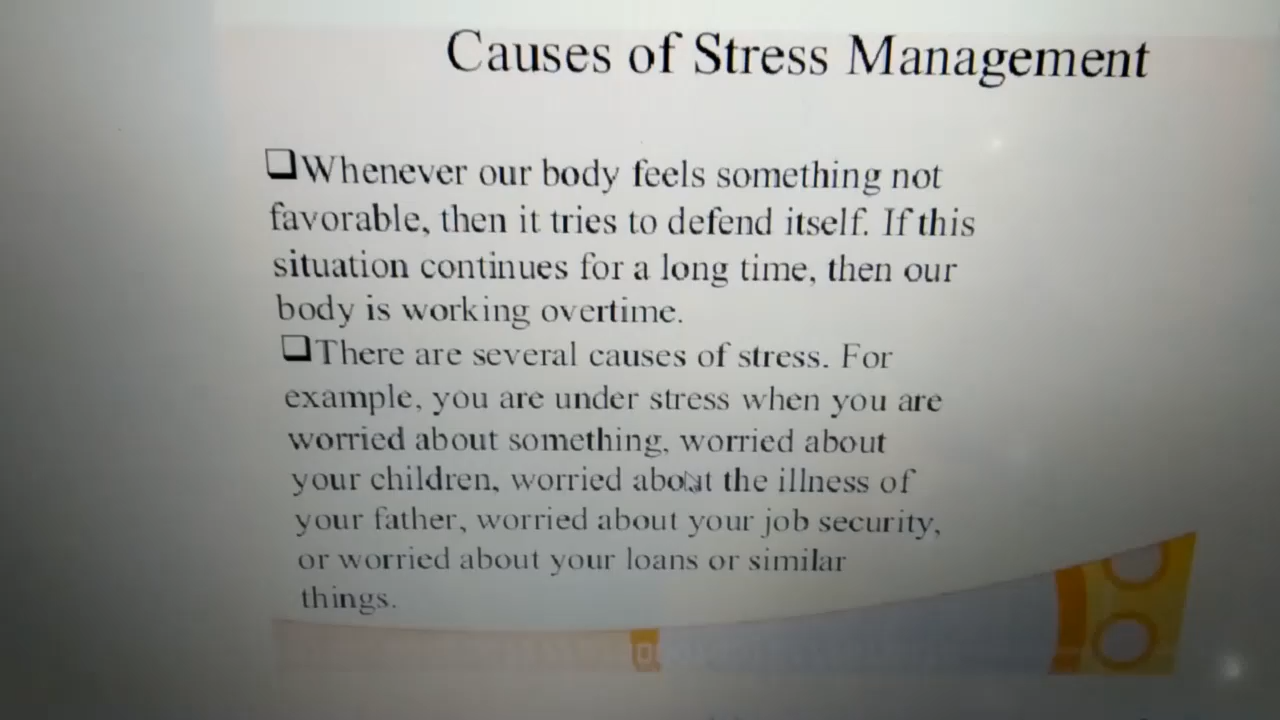 Causes of Stress Management
❑Whenever our body feels something not
favorable, then it tries to defend itself. If this
situation continues for a long time, then our
body is working overtime.
❑There are several causes of stress. For
example, you are under stress when you are
worried about something, worried about
your children, worried about the illness of
your father, worried about your job security,
or worried about your loans or similar
things.